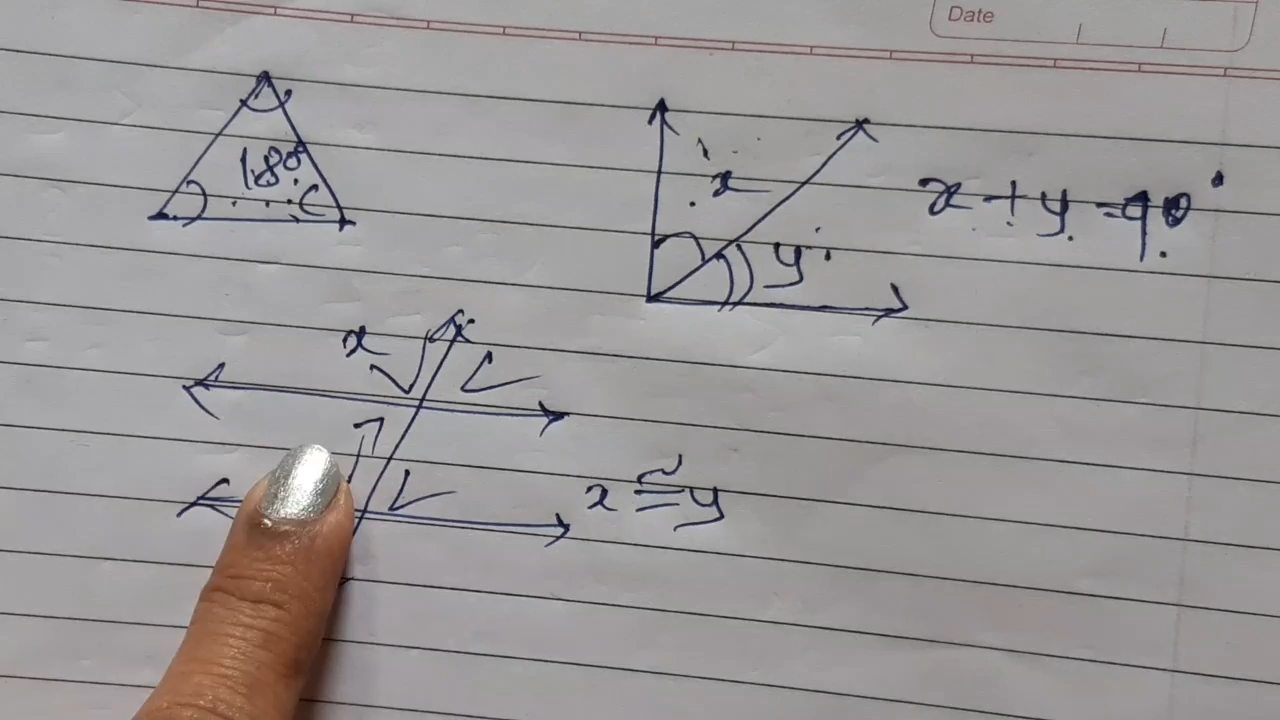 Date
180
x
y
x + y = 90°
x
x ≅ y